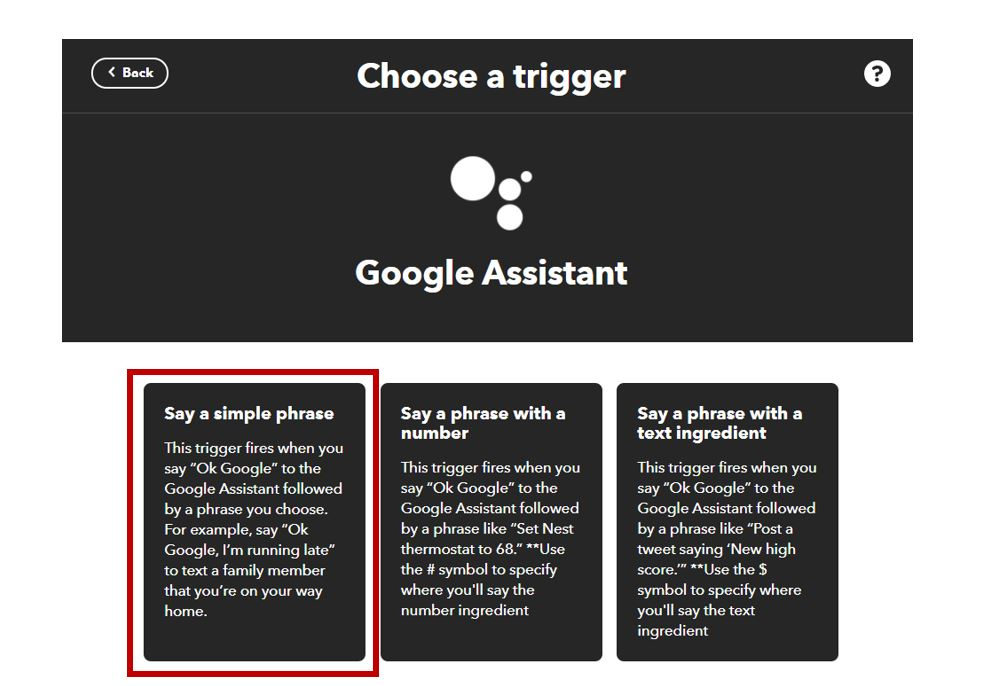 Back
Choose a trigger
?
Google Assistant
Say a simple phrase
This trigger fires when you
say “Ok Google” to the
Google Assistant followed
by a phrase you choose.
For example, say “Ok
Google, I’m running late”
to text a family member
that you’re on your way
home.
Say a phrase with a
number
This trigger fires when you
say “Ok Google” to the
Google Assistant followed
by a phrase like “Set Nest
thermostat to 68.” **Use
the # symbol to specify
where you'll say the
number ingredient
Say a phrase with a
text ingredient
This trigger fires when you
say “Ok Google” to the
Google Assistant followed
by a phrase like “Post a
tweet saying ‘New high
score.’” **Use the $
symbol to specify where
you'll say the text
ingredient